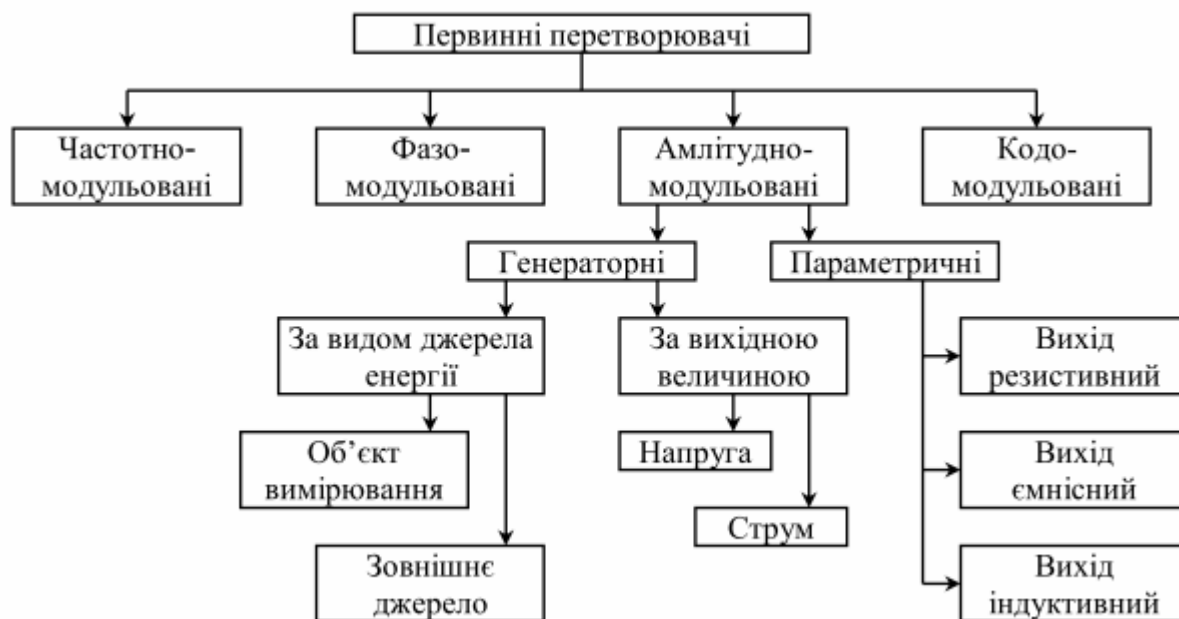 Первинні перетворювачі
Частотно-
модульовані
Фазо-
модульовані
Амлітудно-
модульовані
Кодо-
модульовані
Генераторні
Параметричні
За видом джерела
енергії
За вихідною
величиною
Вихід
резистивний
Об’єкт
вимірювання
Напруга
Вихід
ємнісний
Струм
Зовнішнє
джерело
Вихід
індуктивний